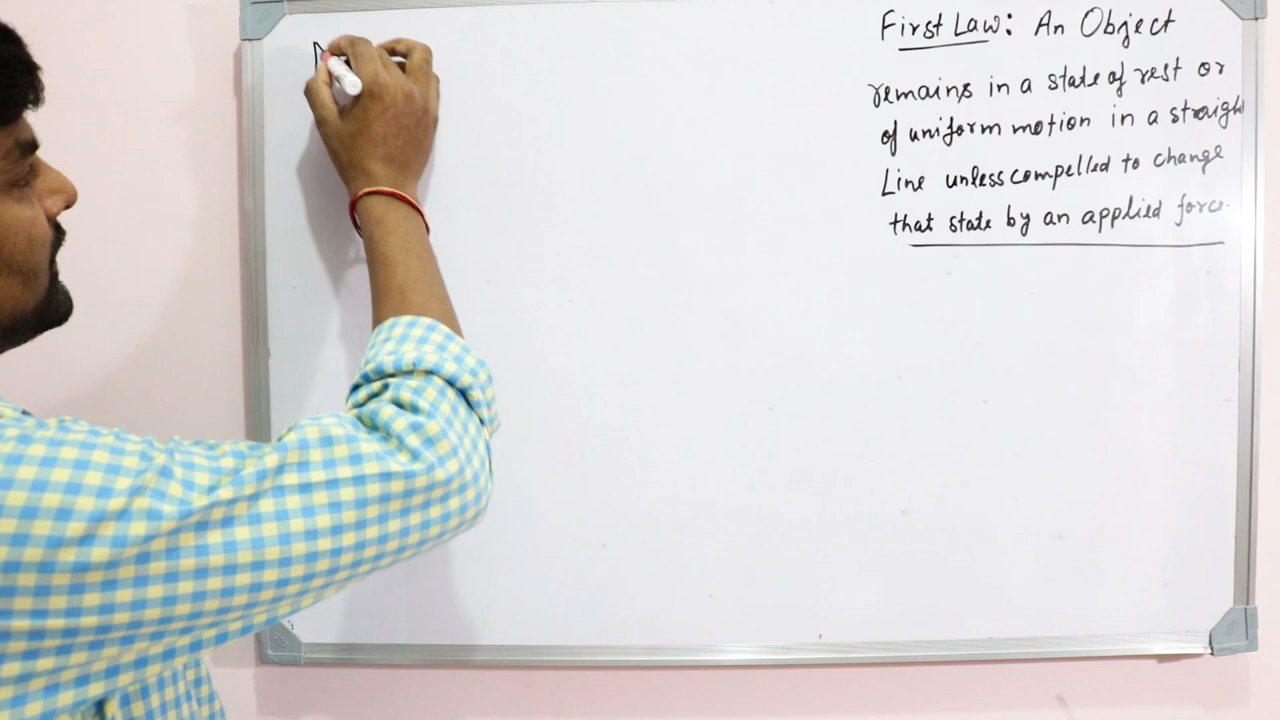 First Law: An Object
remains in a state of rest or
of uniform motion in a straight
Line unless compelled to change
that state by an applied force.